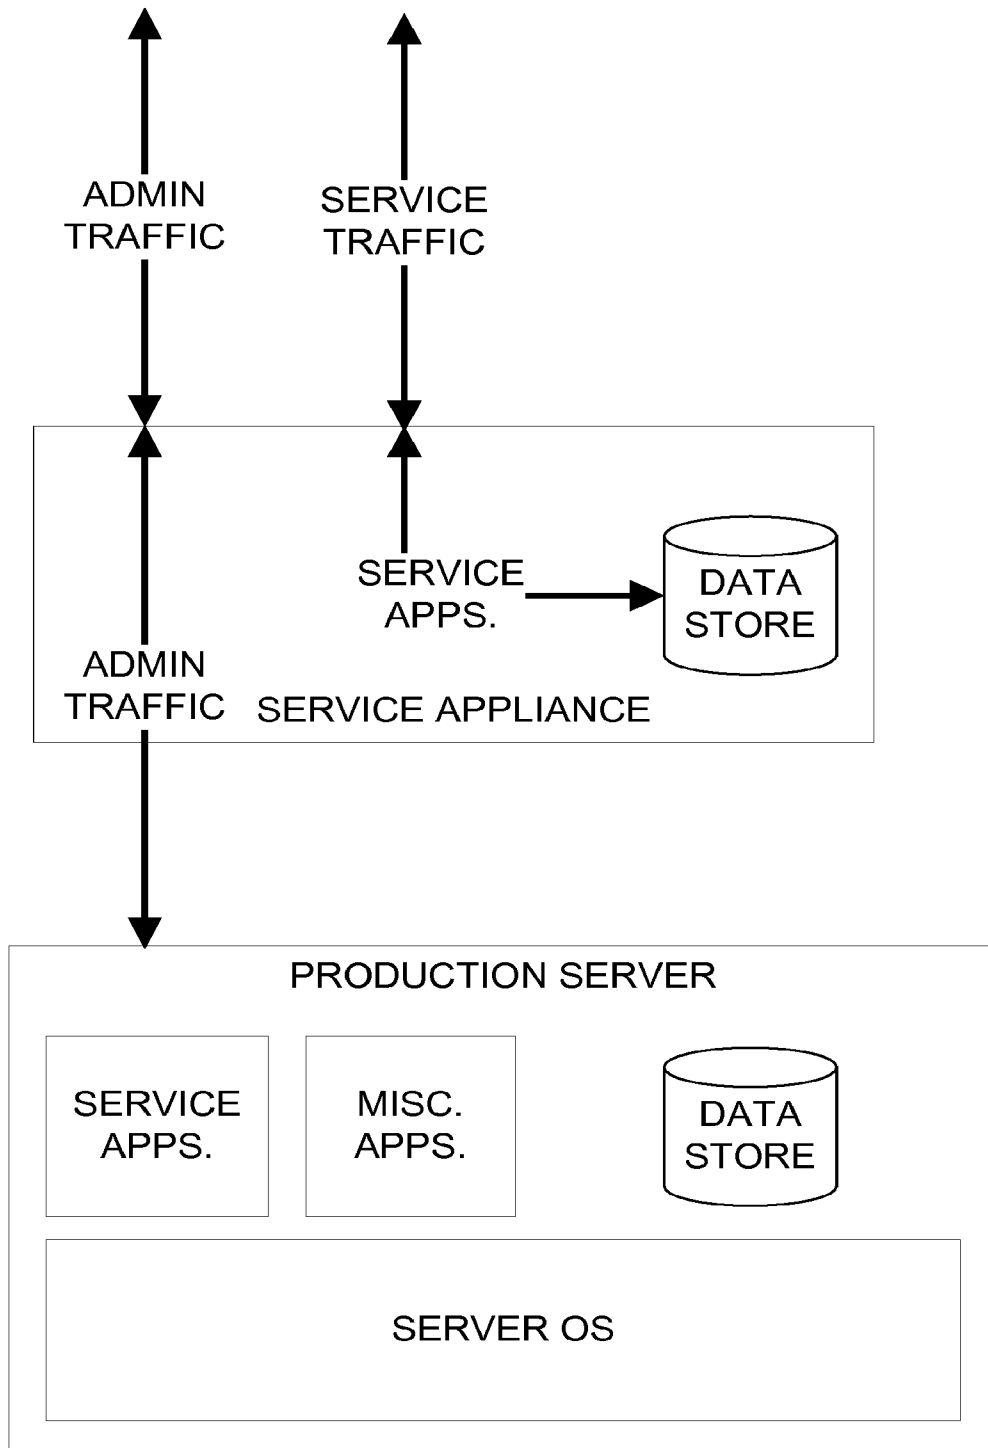 ADMIN
TRAFFIC
SERVICE
TRAFFIC
SERVICE
APPS.
DATA
STORE
ADMIN
TRAFFIC
SERVICE APPLIANCE
PRODUCTION SERVER
SERVICE
APPS.
MISC.
APPS.
DATA
STORE
SERVER OS